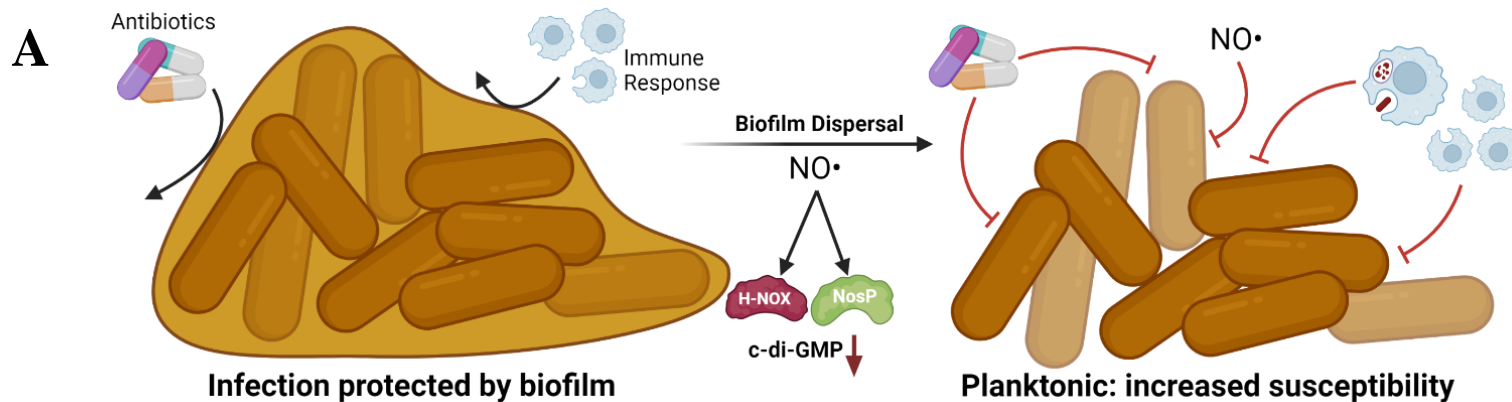 A
Antibiotics
Immune
Response
Biofilm Dispersal
NO•
H-NOX
NosP
c-di-GMP
Infection protected by biofilm
NO•
Planktonic: increased susceptibility